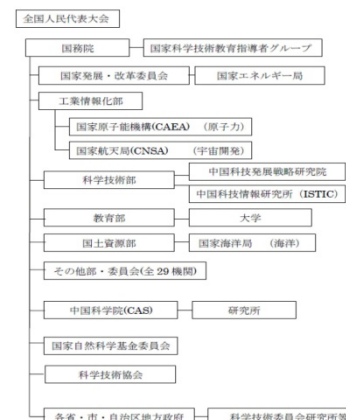 全国人民代表大会
国務院 国家科学技術教育指導者グループ
国家発展・改革委員会 国家エネルギー局
工業情報化部
国家原子能機構(CAEA) (原子力)
国家航天局(CNSA) (宇宙開発)
中国科技発展戦略研究院
科学技術部
中国科技情報研究所（ISTIC）
教育部 大学
国土資源部 国家海洋局 (海洋)
その他部・委員会(全 29 機関)
中国科学院(CAS) 研究所
国家自然科学基金委員会
科学技術協会
各省・市・自治区地方政府 科学技術委員会研究所等